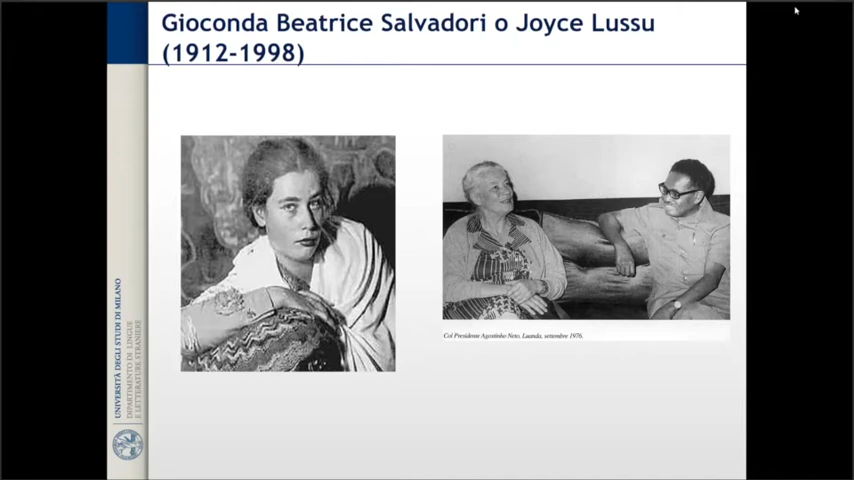 Gioconda Beatrice Salvadori o Joyce Lussu
(1912-1998)
Col Presidente Agostinho Neto, Luanda, settembre 1976.
UNIVERSITÀ DEGLI STUDI DI MILANO
DIPARTIMENTO DI LINGUE
E LETTERATURE STRANIERE